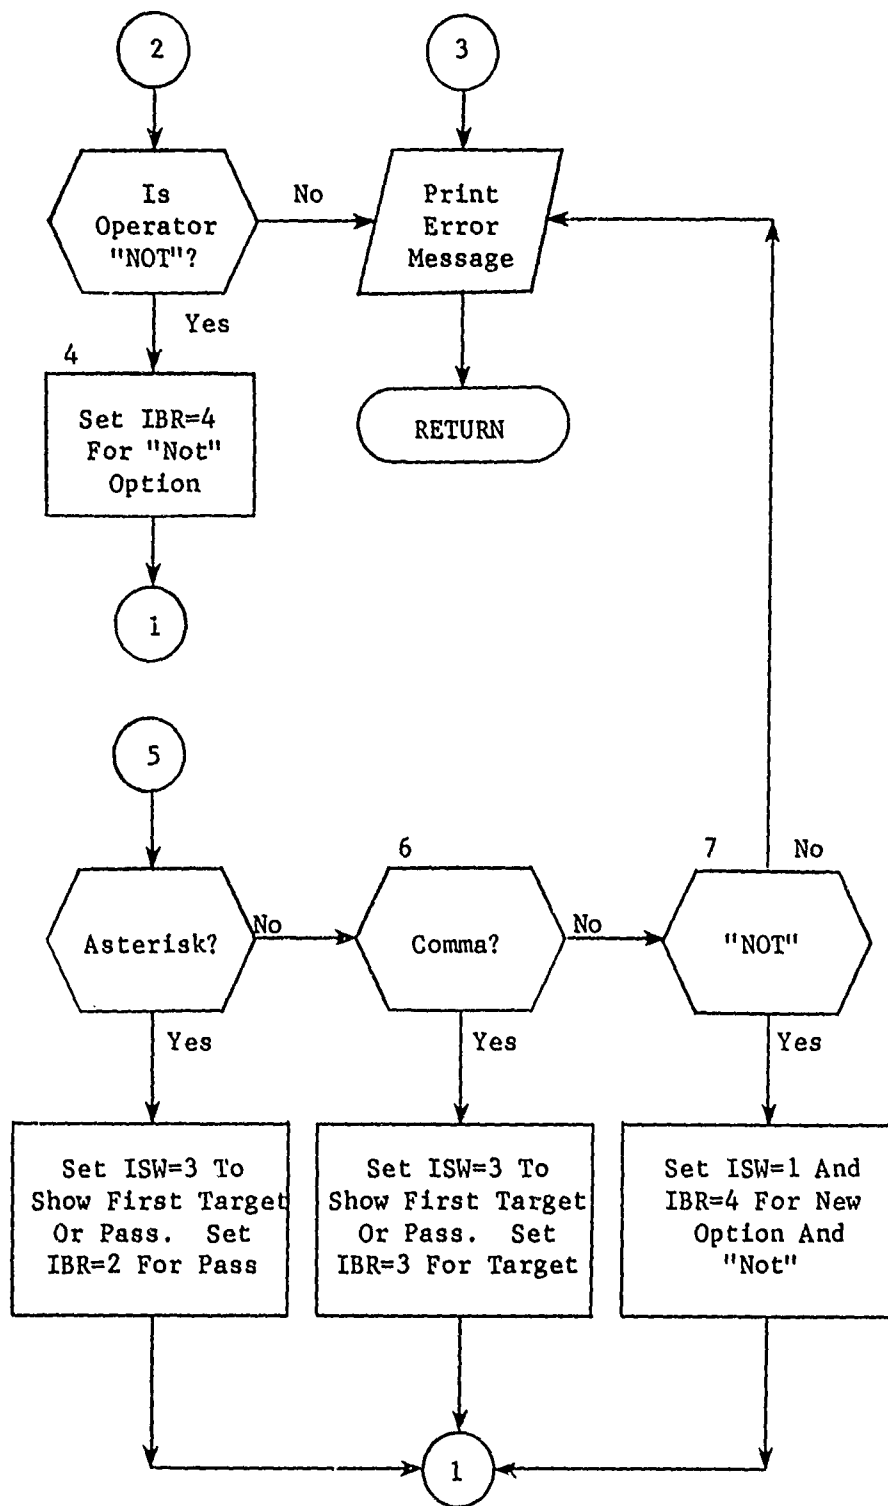 2
3
Is
Operator
"NOT"?
No
Print
Error
Message
Yes
4
Set IBR=4
For "Not"
Option
RETURN
1
5
Asterisk?
No
6
Comma?
No
7
No
"NOT"
Yes
Yes
Yes
Set ISW=3 To
Show First Target
Or Pass. Set
IBR=2 For Pass
Set ISW=3 To
Show First Target
Or Pass. Set
IBR=3 For Target
Set ISW=1 And
IBR=4 For New
Option And
"Not"
1